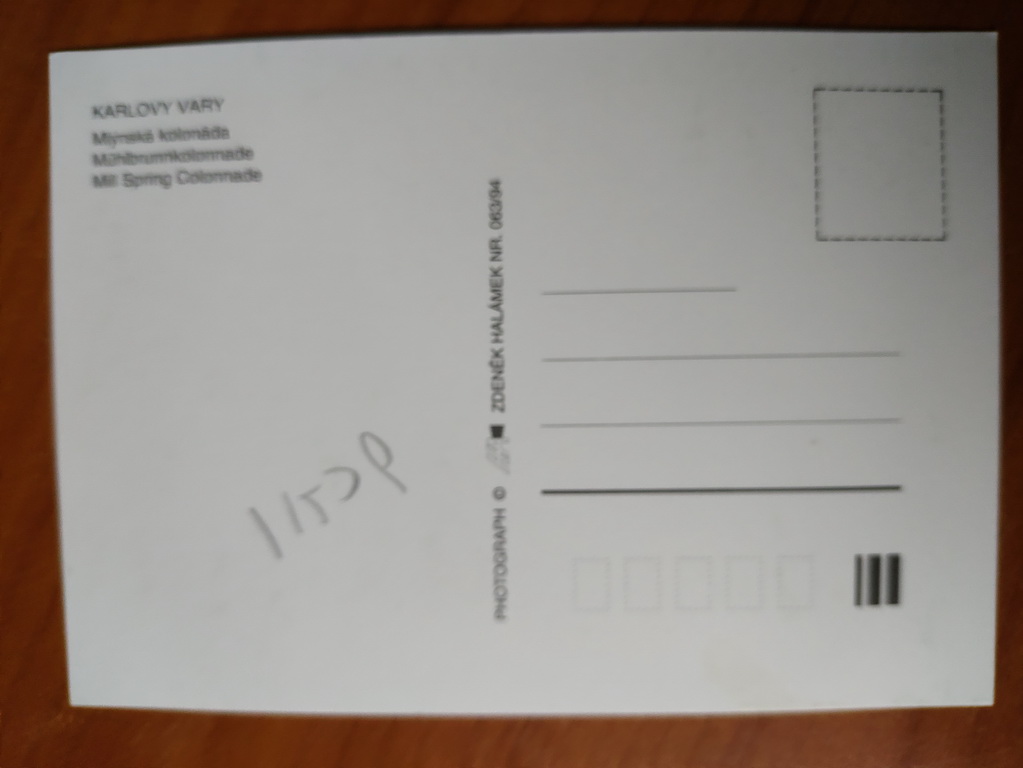 KARLOVY VARY
Mlýnská kolonáda
Mühlbrunnkolonnade
Mill Spring Colonnade
PHOTOGRAPH © ZDENĚK HALÁMEK NR. 063/94